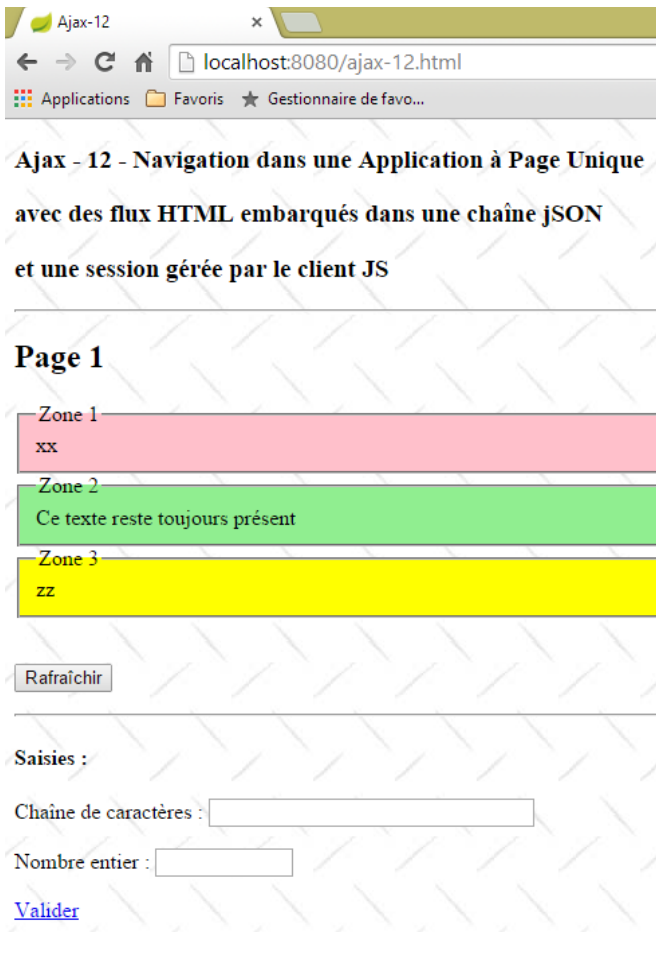 Ajax-12
localhost:8080/ajax-12.html
Applications Favoris Gestionnaire de favo...
Ajax - 12 - Navigation dans une Application à Page Unique
avec des flux HTML embarqués dans une chaîne jSON
et une session gérée par le client JS
Page 1
Zone 1
xx
Zone 2
Ce texte reste toujours présent
Zone 3
zz
Rafraîchir
Saisies :
Chaîne de caractères :
Nombre entier :
Valider